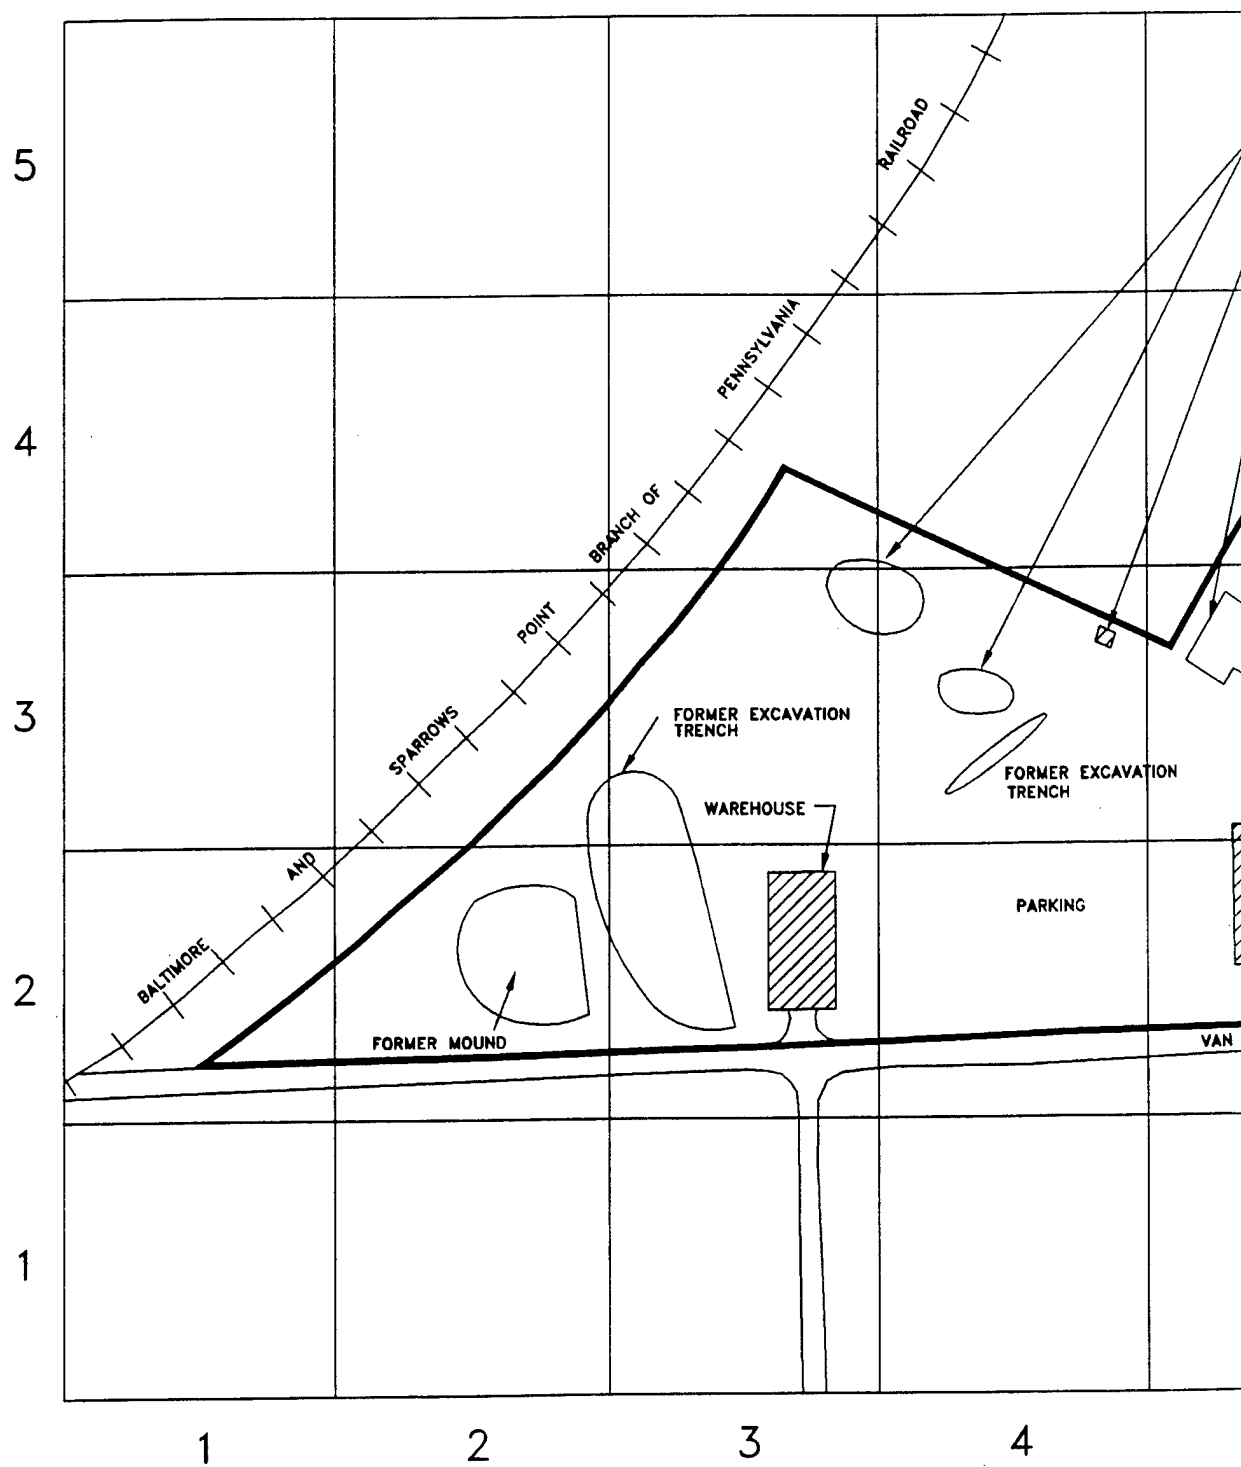 5
4
3
2
1
RAILROAD
PENNSYLVANIA
BRANCH OF
POINT
SPARROWS
AND
BALTIMORE
FORMER EXCAVATION
TRENCH
FORMER EXCAVATION
TRENCH
WAREHOUSE
PARKING
FORMER MOUND
VAN
1
2
3
4